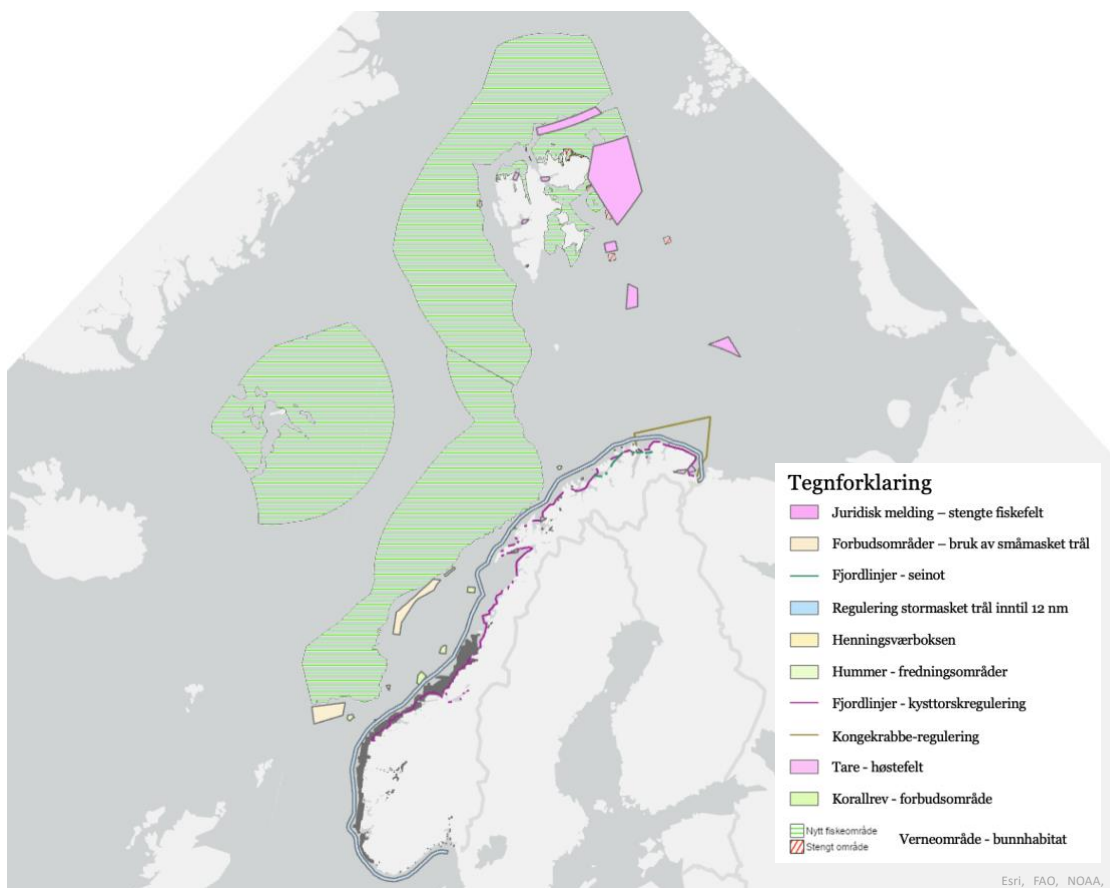 Tegnforklaring
Juridisk melding – stengte fiskefelt
Forbudsområder – bruk av småmasket trål
Fjordlinjer - seinot
Regulering stormasket trål inntil 12 nm
Henningsværboksen
Hummer - fredningsområder
Fjordlinjer - kysttorskregulering
Kongekrabbe-regulering
Tare - høstefelt
Korallrev - forbudsområde
Nytt fiskeområde
Stengt område
Verneområde - bunnhabitat
Esri, FAO, NOAA,